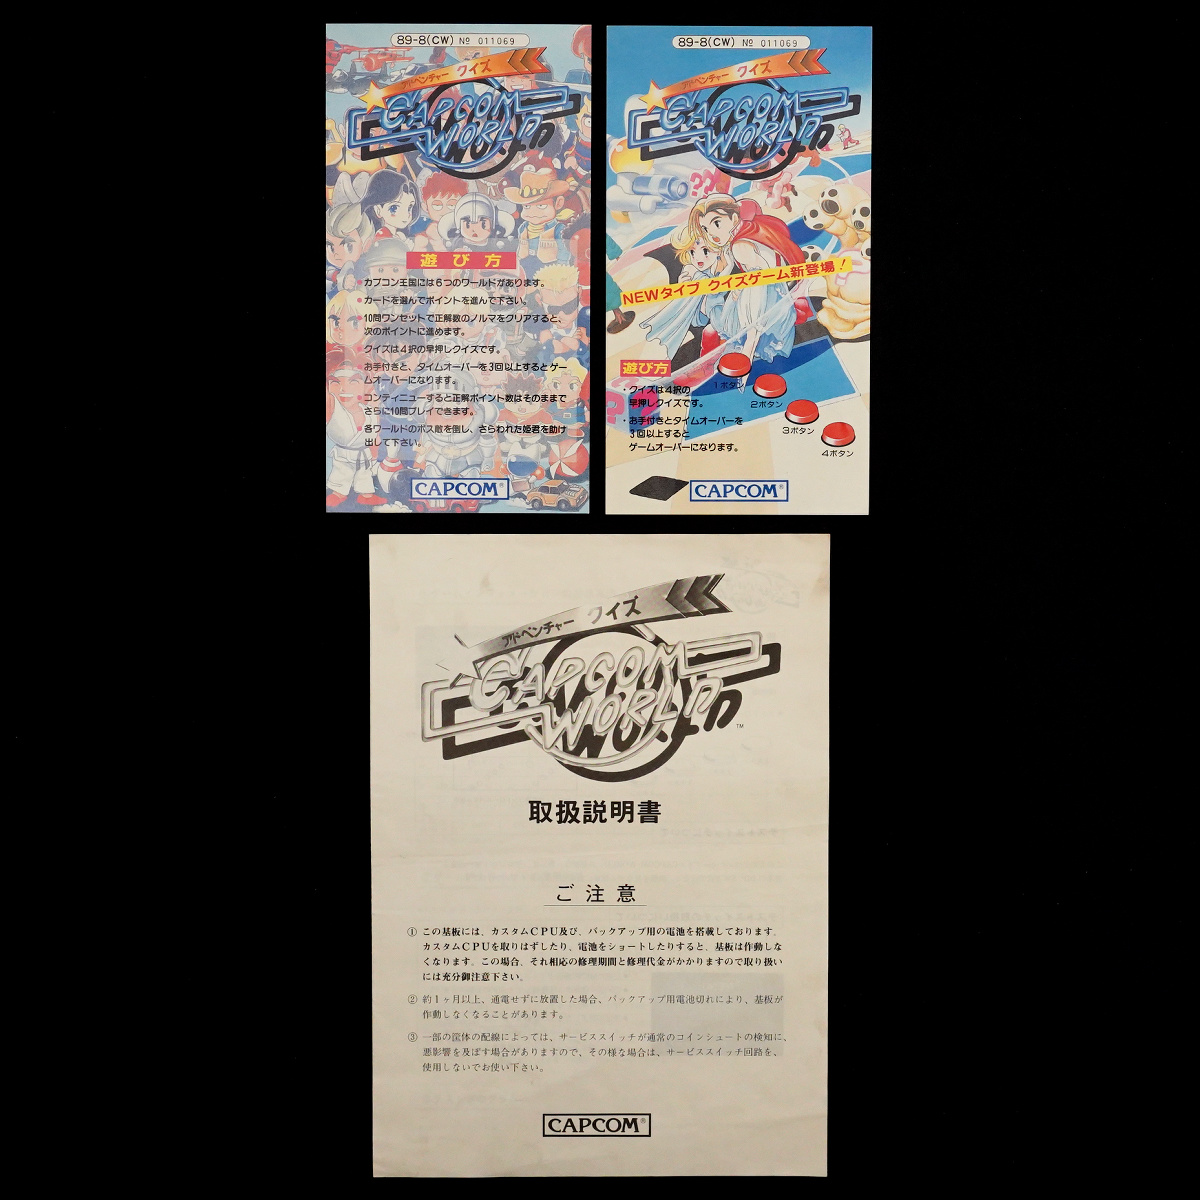 89-8(CW) № 011069
アドベンチャー クイズ
CAPCOM
WORLD
遊び方
●カプコン王国には6つのワールドがあります。
●カードを選んでポイントを進んで下さい。
●10問ワンセットで正解数のノルマをクリアすると、
次のポイントに進めます。
●クイズは4択の早押しクイズです。
●お手付きと、タイムオーバーを3回以上するとゲー
ムオーバーになります。
●コンティニューすると正解ポイント数はそのままで
さらに10問プレイできます。
●各ワールドのボス敵を倒し、さらわれた姫君を助け
出して下さい。
CAPCOM®
89-8(CW) № 011069
アドベンチャー クイズ
CAPCOM
WORLD
??
NEWタイプ クイズゲーム新登場!
遊び方
・クイズは4択の
早押しクイズです。
・お手付きとタイムオーバーを
3回以上すると
ゲームオーバーになります。
1ボタン
2ボタン
3ボタン
4ボタン
CAPCOM®
アドベンチャー クイズ
CAPCOM
WORLD™
取扱説明書
ご注意
① この基板には、カスタムCPU及び、バックアップ用の電池を搭載しております。
カスタムCPUを取りはずしたり、電池をショートしたりすると、基板は作動しな
くなります。この場合、それ相応の修理期間と修理代金がかかりますので取り扱い
には充分御注意下さい。
② 約1ヶ月以上、通電せずに放置した場合、バックアップ用電池切れにより、基板が
作動しなくなることがあります。
③ 一部の筐体の配線によっては、サービススイッチが通常のコインシュートの検知に、
悪影響を及ぼす場合がありますので、その様な場合は、サービススイッチ回路を、
使用しないでお使い下さい。
CAPCOM®